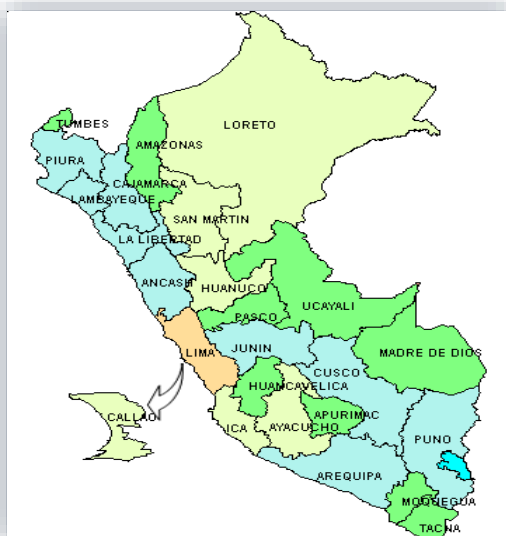 TUMBES
LORETO
AMAZONAS
PIURA
CAJAMARCA
LAMBAYEQUE
SAN MARTIN
LA LIBERTAD
ANCASH
HUANUCO
UCAYALI
PASCO
LIMA
JUNIN
MADRE DE DIOS
CUSCO
HUANCAVELICA
CALLAO
APURIMAC
ICA
AYACUCHO
PUNO
AREQUIPA
MOQUEGUA
TACNA